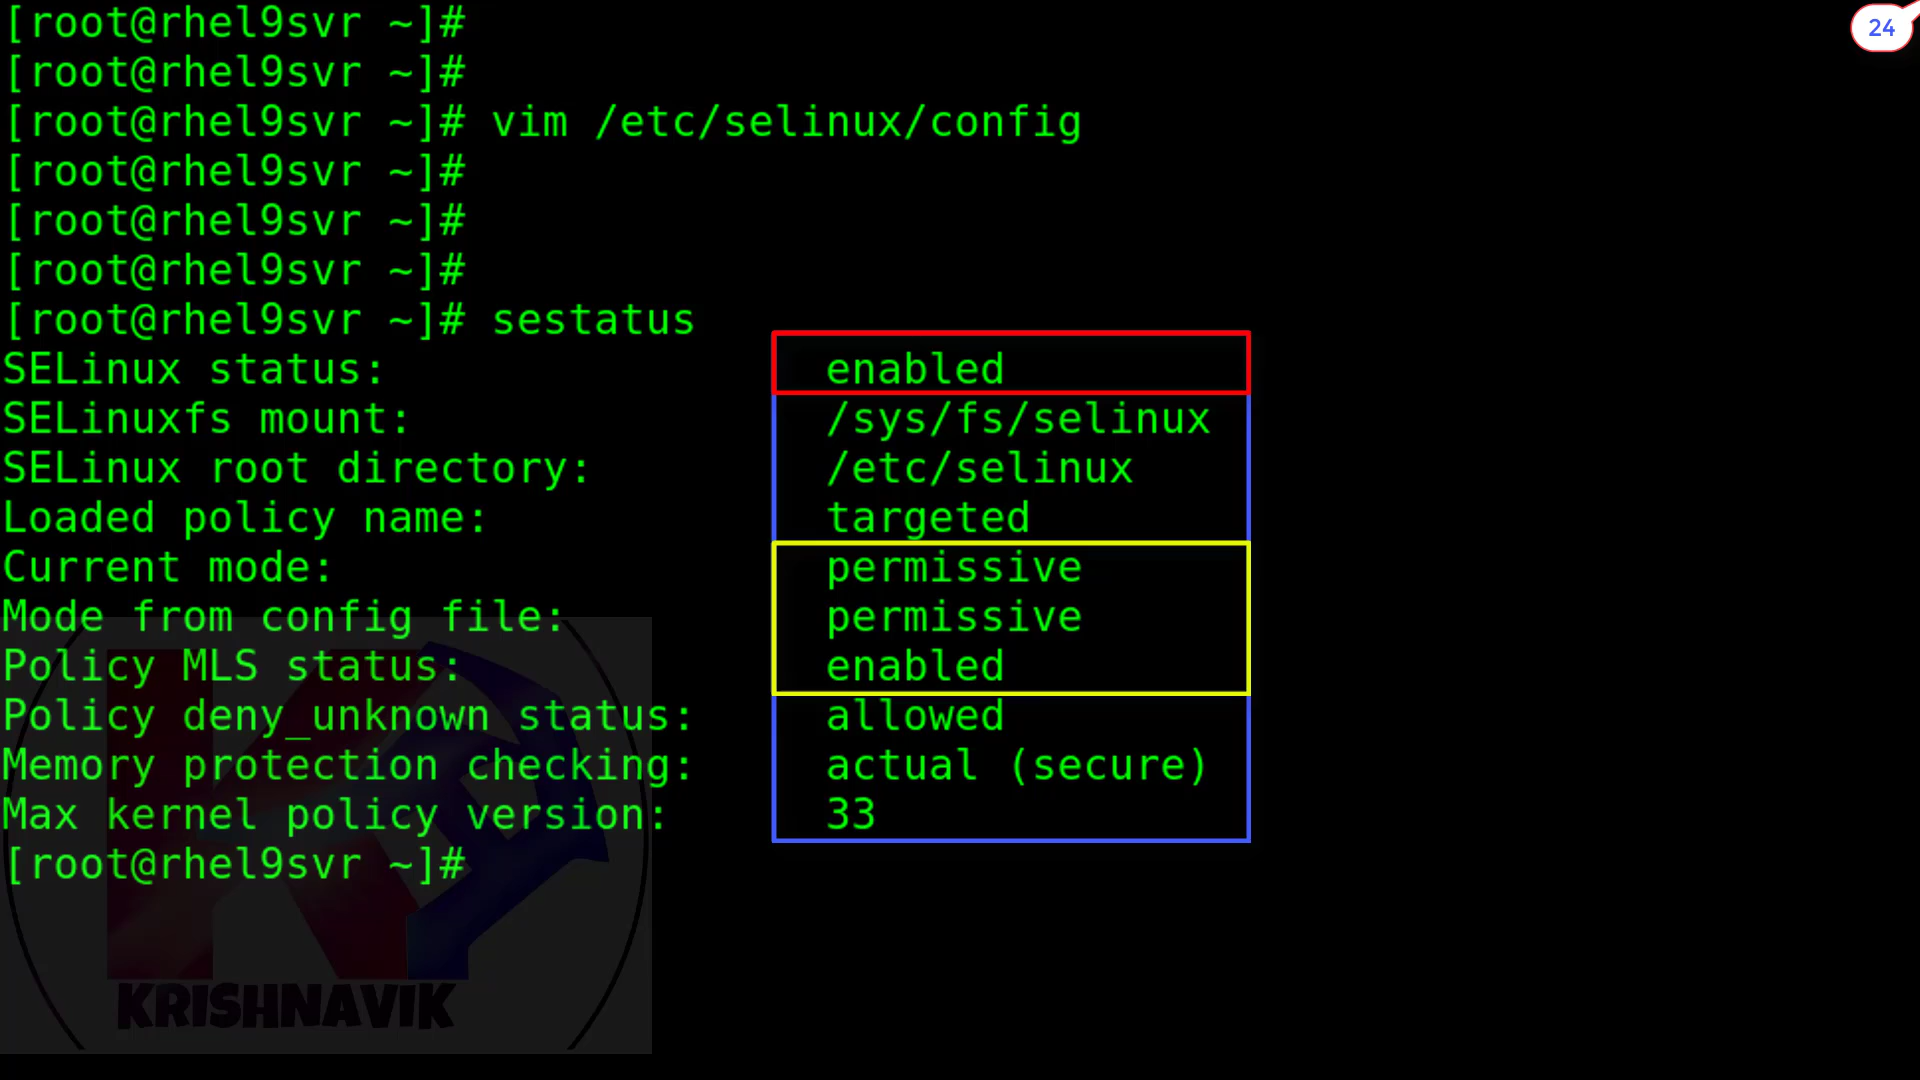 [root@rhel9svr ~]#
24
[root@rhel9svr ~]#
[root@rhel9svr ~]# vim /etc/selinux/config
[root@rhel9svr ~]#
[root@rhel9svr ~]#
[root@rhel9svr ~]#
[root@rhel9svr ~]# sestatus
SELinux status: enabled
SELinuxfs mount: /sys/fs/selinux
SELinux root directory: /etc/selinux
Loaded policy name: targeted
Current mode: permissive
Mode from config file: permissive
Policy MLS status: enabled
Policy deny_unknown status: allowed
Memory protection checking: actual (secure)
Max kernel policy version: 33
[root@rhel9svr ~]#
KRISHNAVIK